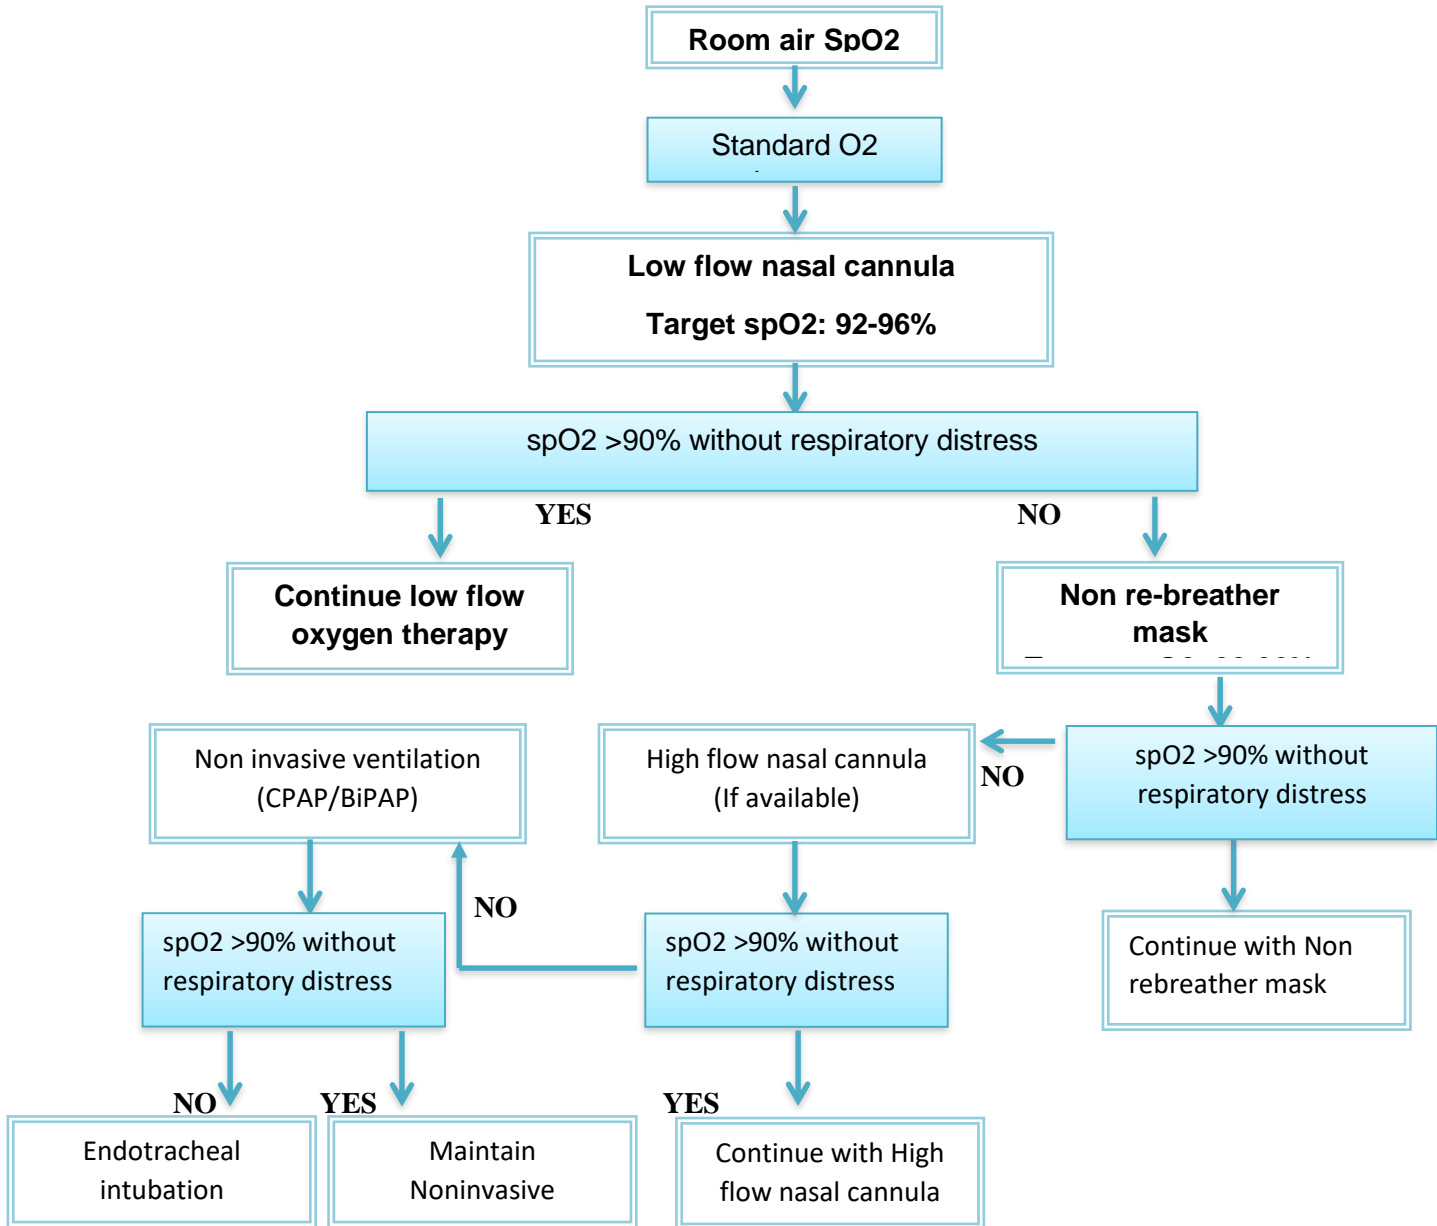 Room air SpO2
Standard O2
Low flow nasal cannula
Target spO2: 92-96%
spO2 >90% without respiratory distress
YES
NO
Continue low flow
oxygen therapy
Non re-breather
mask
Non invasive ventilation
(CPAP/BiPAP)
High flow nasal cannula
(If available)
NO
spO2 >90% without
respiratory distress
NO
spO2 >90% without
respiratory distress
spO2 >90% without
respiratory distress
Continue with Non
rebreather mask
NO
YES
YES
Endotracheal
intubation
Maintain
Noninvasive
Continue with High
flow nasal cannula